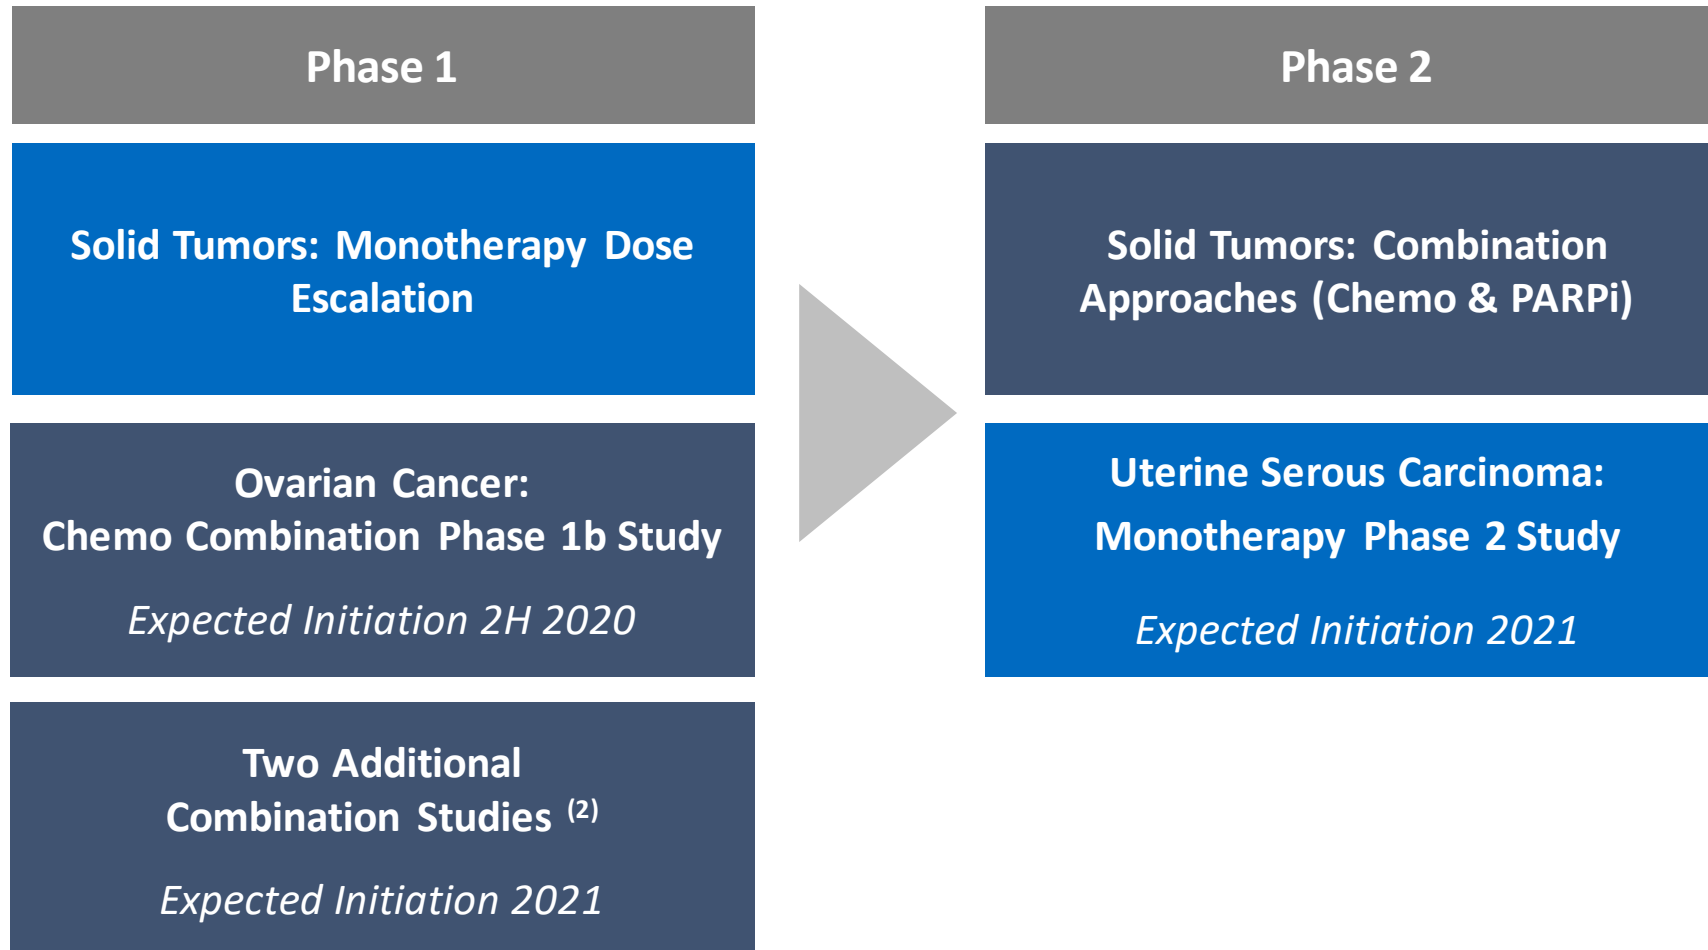 Phase 1
Solid Tumors: Monotherapy Dose
Escalation
Ovarian Cancer:
Chemo Combination Phase 1b Study
Expected Initiation 2H 2020
Two Additional
Combination Studies (2)
Expected Initiation 2021
Phase 2
Solid Tumors: Combination
Approaches (Chemo & PARPi)
Uterine Serous Carcinoma:
Monotherapy Phase 2 Study
Expected Initiation 2021